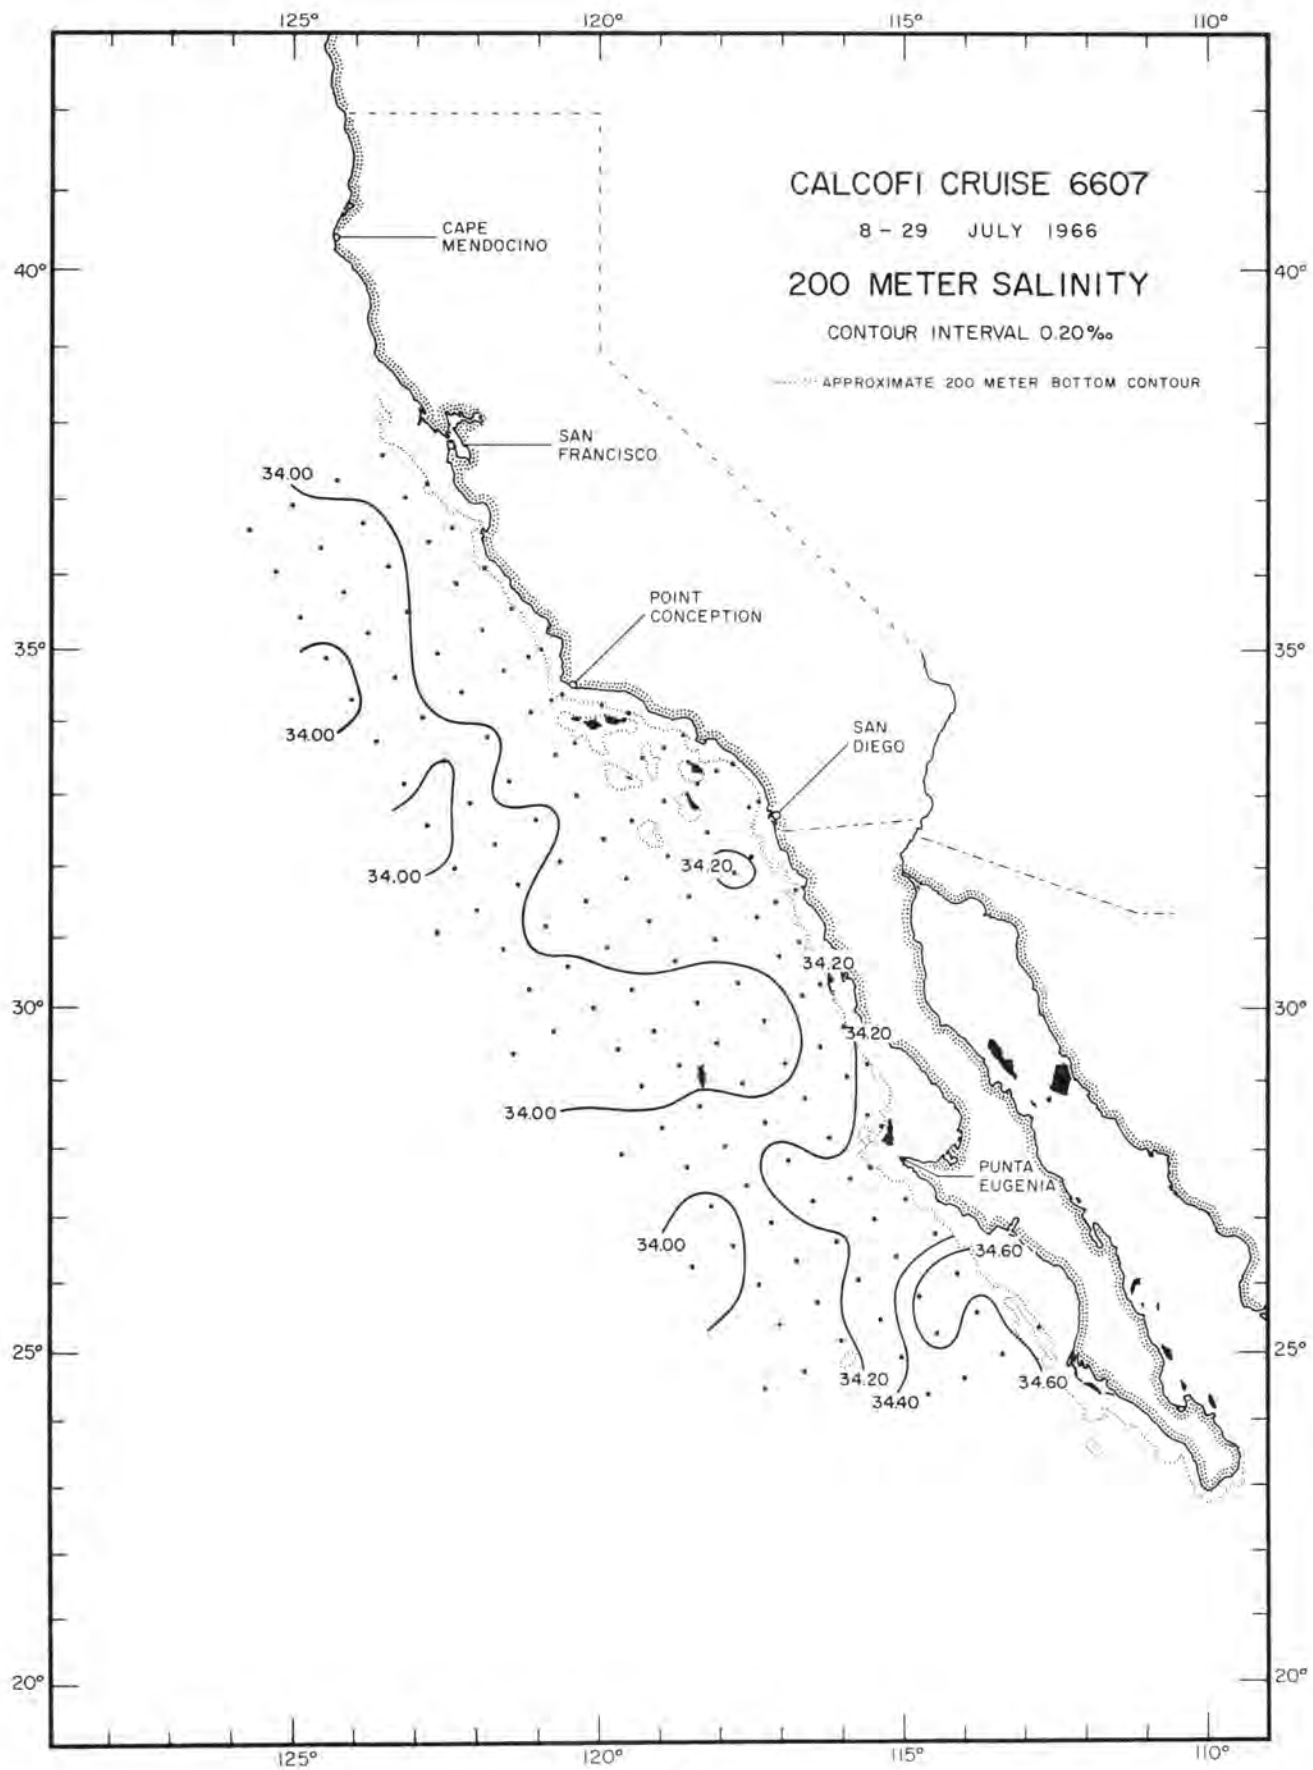 125° 120° 115° 110°
CALCOFI CRUISE 6607
8 - 29 JULY 1966
200 METER SALINITY
CONTOUR INTERVAL 0.20‰
APPROXIMATE 200 METER BOTTOM CONTOUR
CAPE
MENDOCINO
40° 40°
SAN
FRANCISCO
34.00
POINT
CONCEPTION
35° 35°
34.00
SAN
DIEGO
34.00
34.20
34.20
30° 30°
34.20
34.00
PUNTA
EUGENIA
34.00
34.60
25° 25°
34.20
34.60
34.40
20° 20°
125° 120° 115° 110°